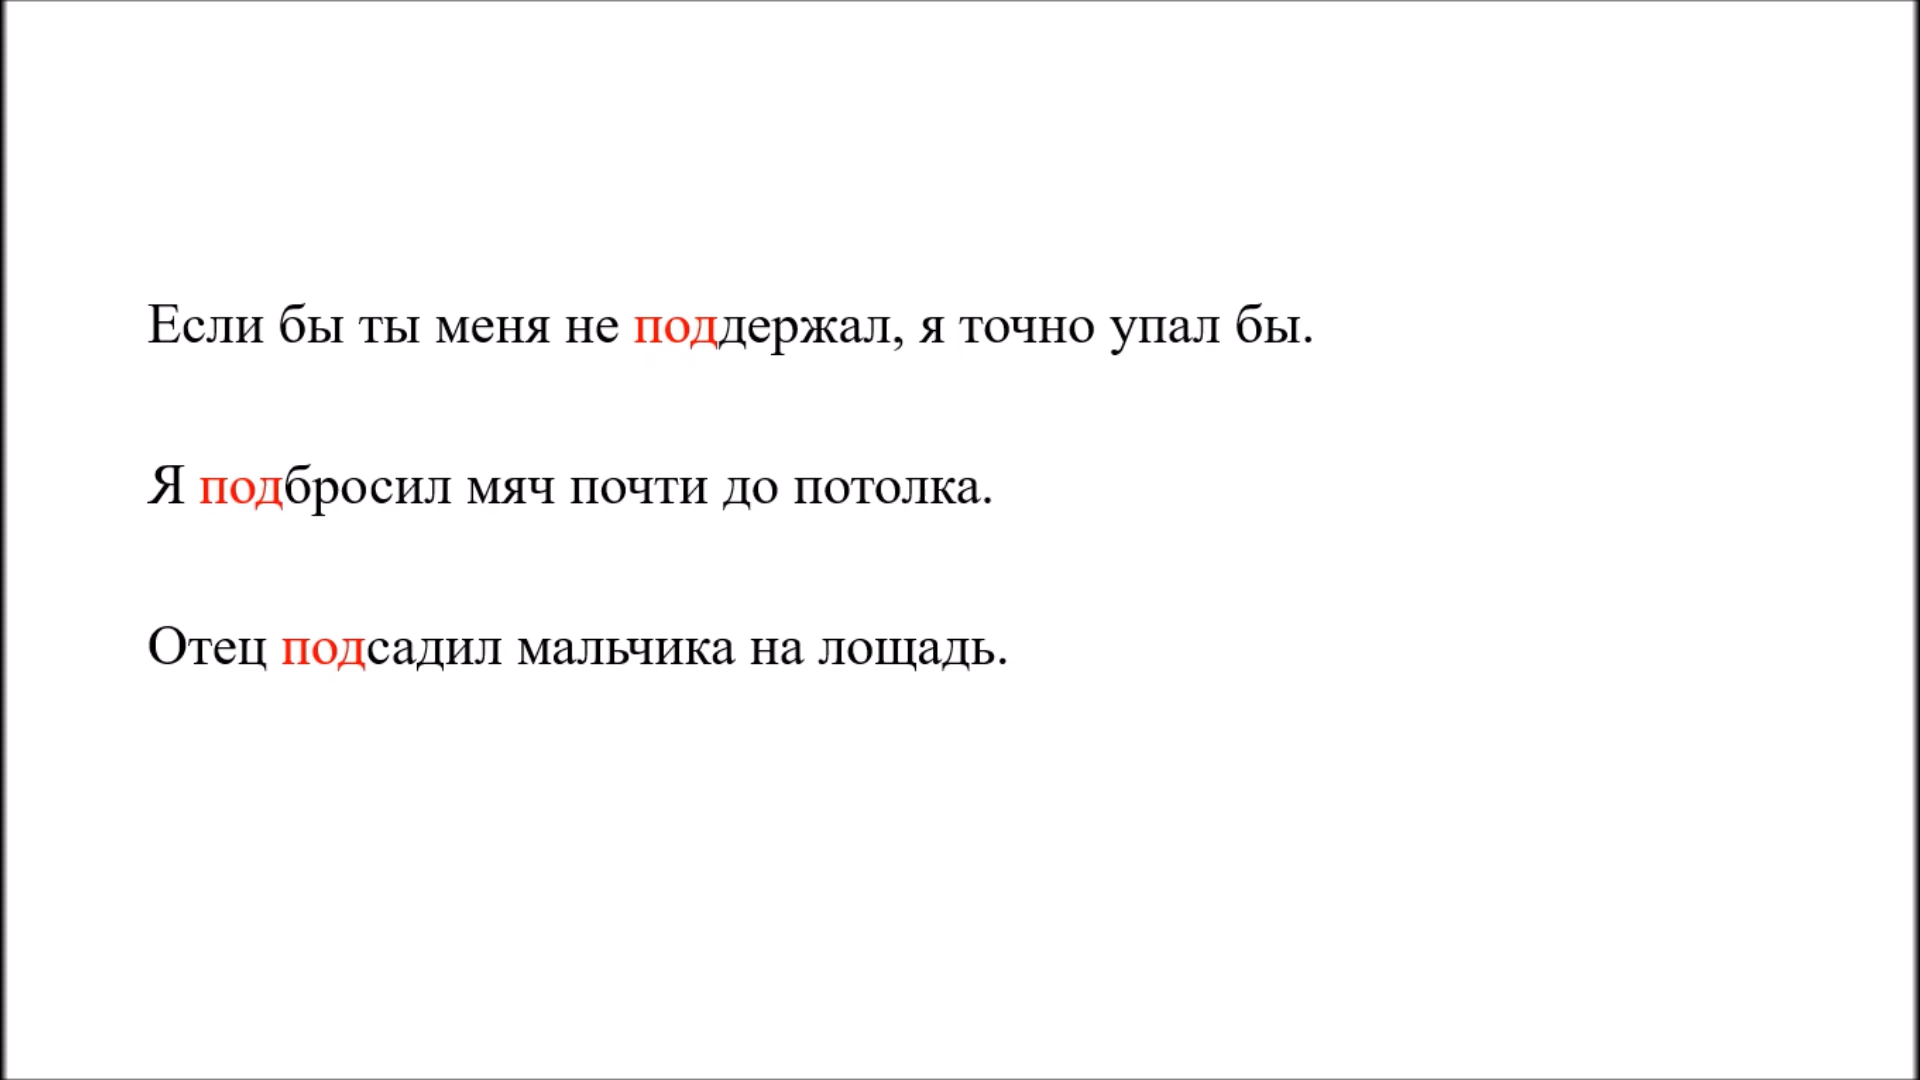 Если бы ты меня не поддержал, я точно упал бы.
Я подбросил мяч почти до потолка.
Отец подсадил мальчика на лощадь.